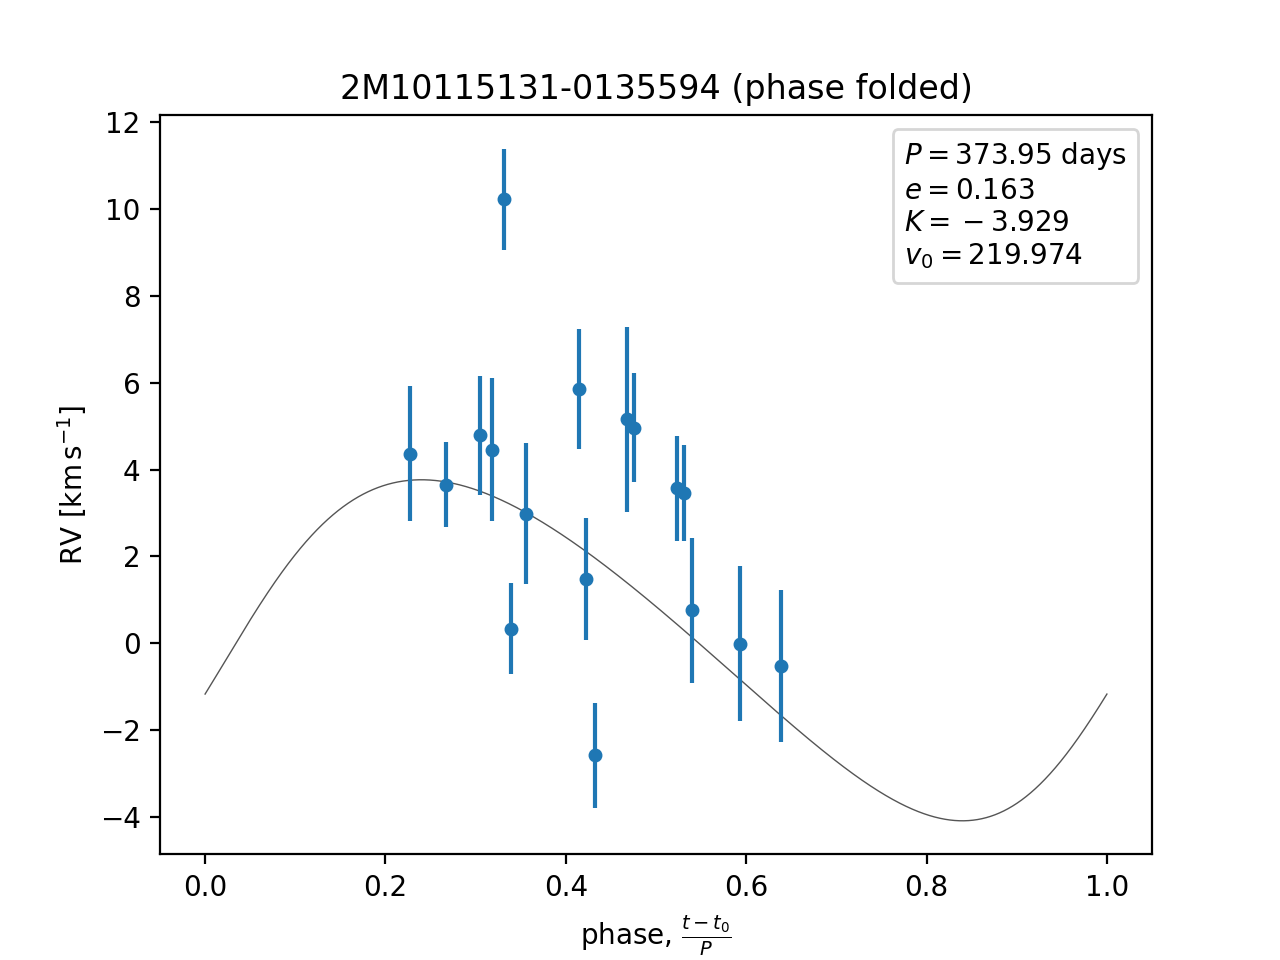 2M10115131-0135594 (phase folded)
P = 373.95 days
e = 0.163
K = −3.929
v₀ = 219.974
RV [km s⁻¹]
12
10
8
6
4
2
0
−2
−4
0.0 0.2 0.4 0.6 0.8 1.0
phase, (t − t₀)/P